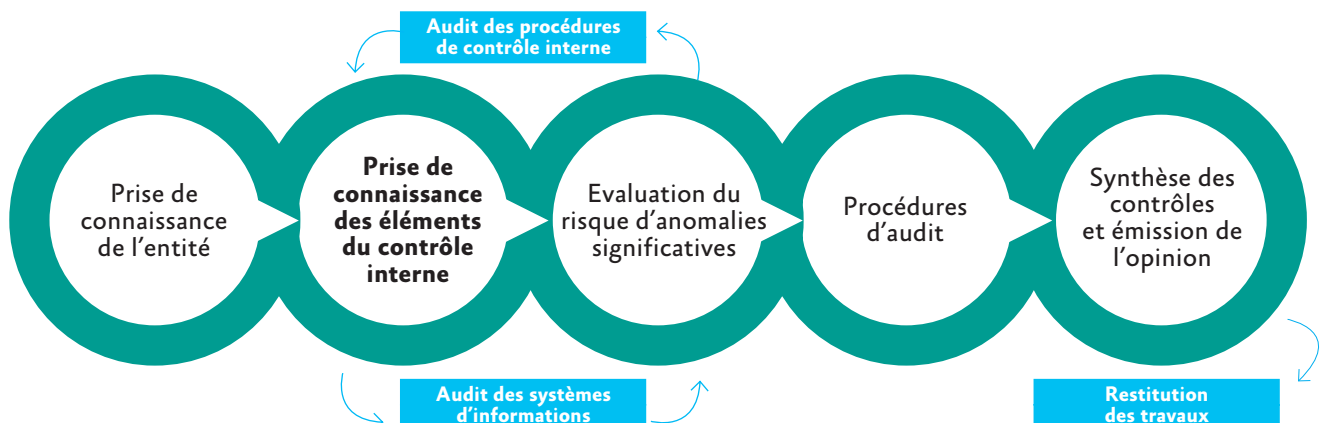 Audit des procédures
de contrôle interne
Prise de
connaissance
de l'entité
Prise de
connaissance
des éléments
du contrôle
interne
Evaluation du
risque d'anomalies
significatives
Procédures
d'audit
Synthèse des
contrôles
et émission de
l'opinion
Audit des systèmes
d'informations
Restitution
des travaux